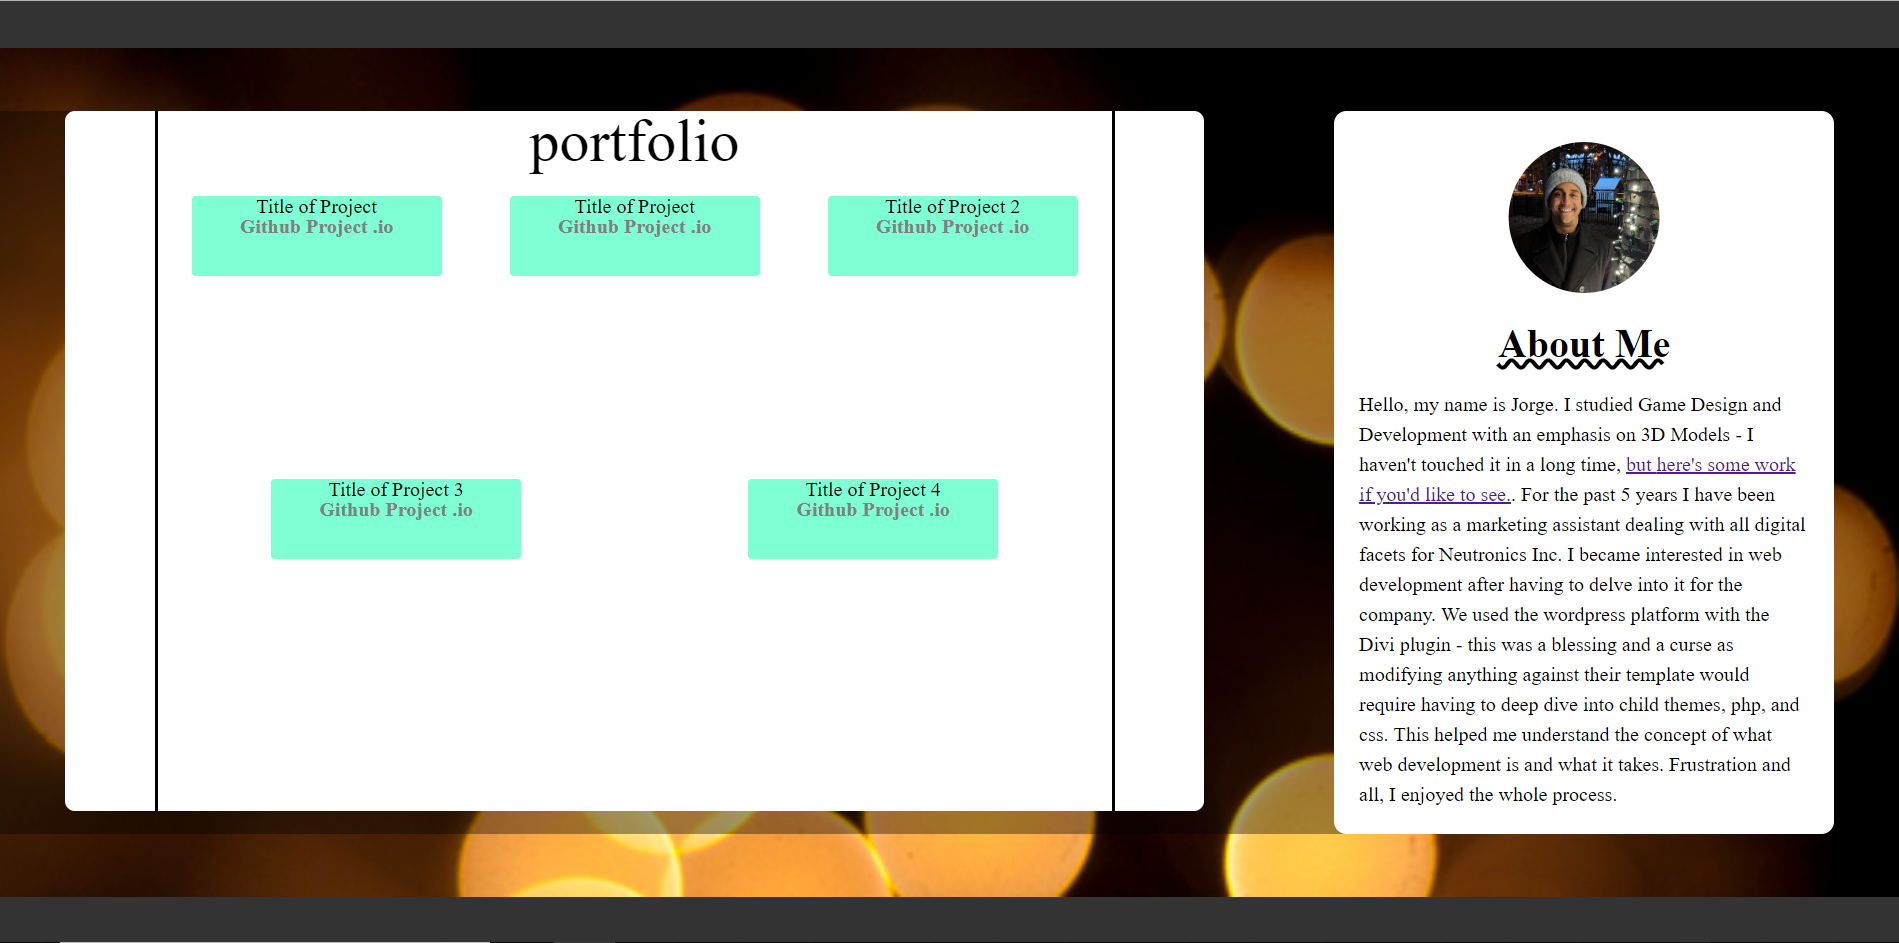 portfolio
Title of Project
Github Project .io
Title of Project
Github Project .io
Title of Project 2
Github Project .io
Title of Project 3
Github Project .io
Title of Project 4
Github Project .io
About Me
Hello, my name is Jorge. I studied Game Design and
Development with an emphasis on 3D Models - I
haven't touched it in a long time, but here's some work
if you'd like to see.. For the past 5 years I have been
working as a marketing assistant dealing with all digital
facets for Neutronics Inc. I became interested in web
development after having to delve into it for the
company. We used the wordpress platform with the
Divi plugin - this was a blessing and a curse as
modifying anything against their template would
require having to deep dive into child themes, php, and
css. This helped me understand the concept of what
web development is and what it takes. Frustration and
all, I enjoyed the whole process.